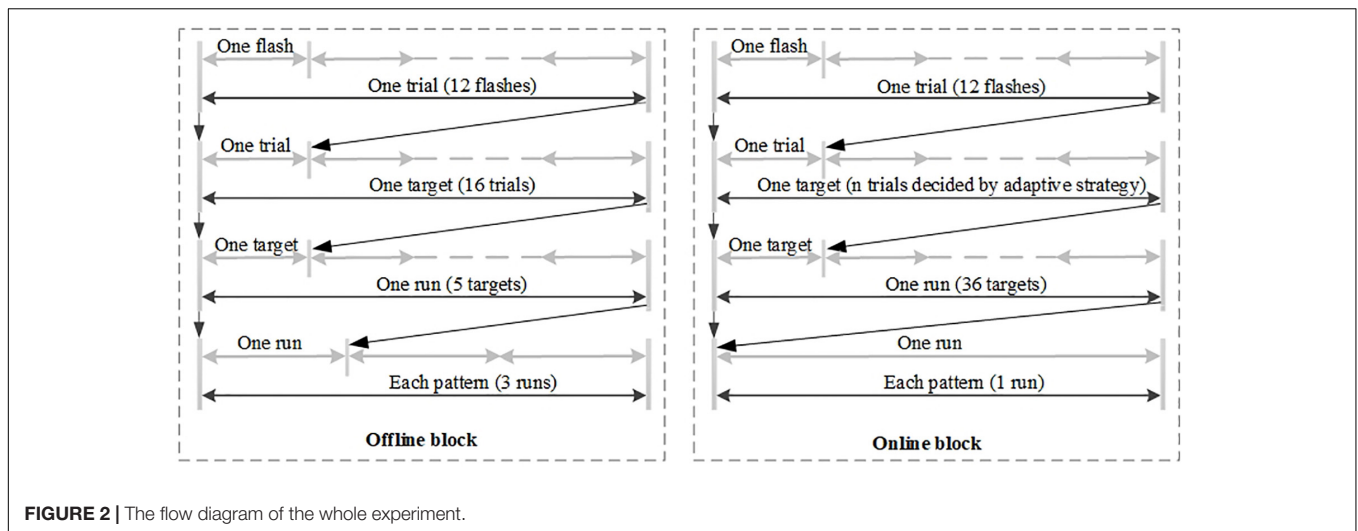 One flash
One trial (12 flashes)
One trial
One target (16 trials)
One target
One run (5 targets)
One run
Each pattern (3 runs)
Offline block
One flash
One trial (12 flashes)
One trial
One target (n trials decided by adaptive strategy)
One target
One run (36 targets)
One run
Each pattern (1 run)
Online block
FIGURE 2 | The flow diagram of the whole experiment.